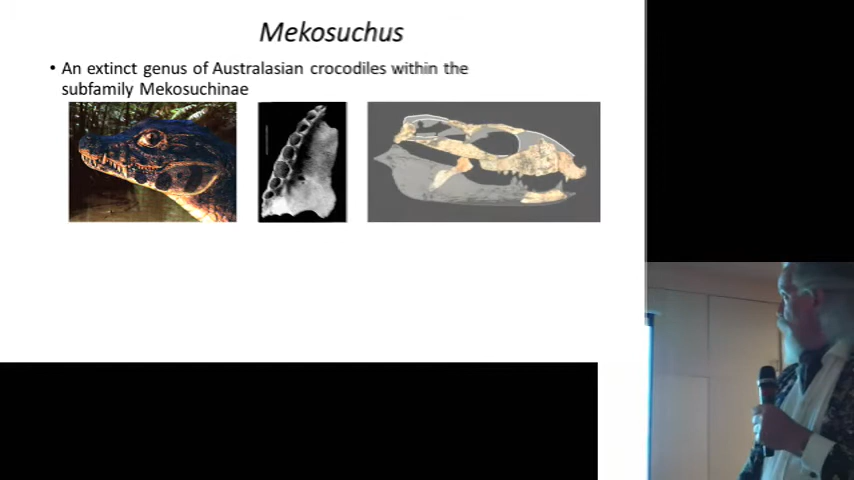 Mekosuchus
• An extinct genus of Australasian crocodiles within the
subfamily Mekosuchinae